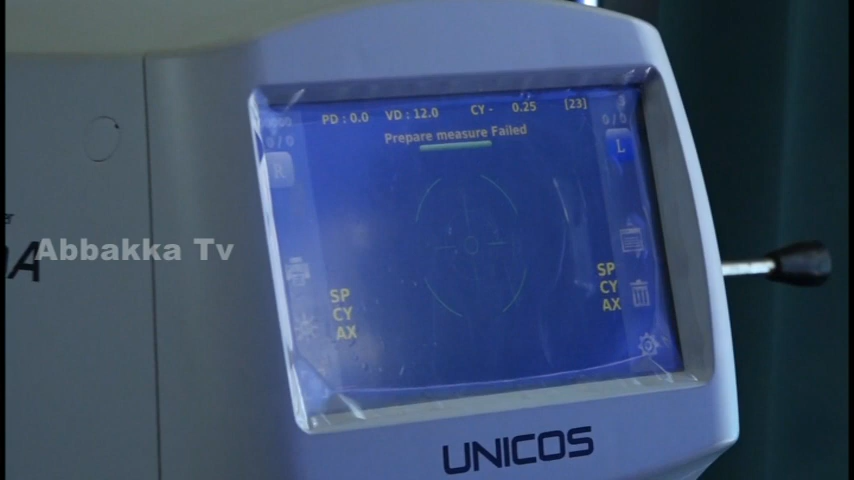 PD : 0.0 VD : 12.0 CY - 0.25 [23]
Prepare measure Failed
0 / 0
0 / 0
R
L
SP
CY
AX
SP
CY
AX
Abbakka Tv
UNICOS